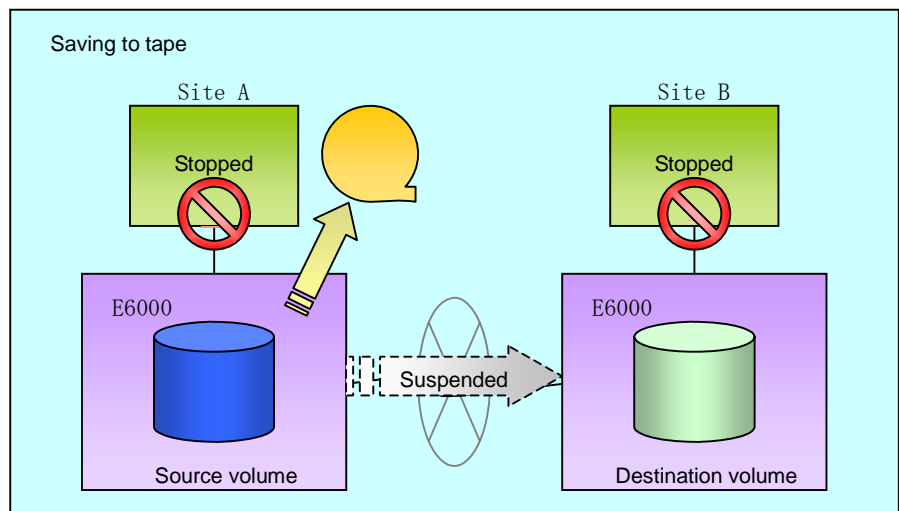 Saving to tape
Site A
Site B
Stopped
Stopped
E6000
E6000
Suspended
Source volume
Destination volume